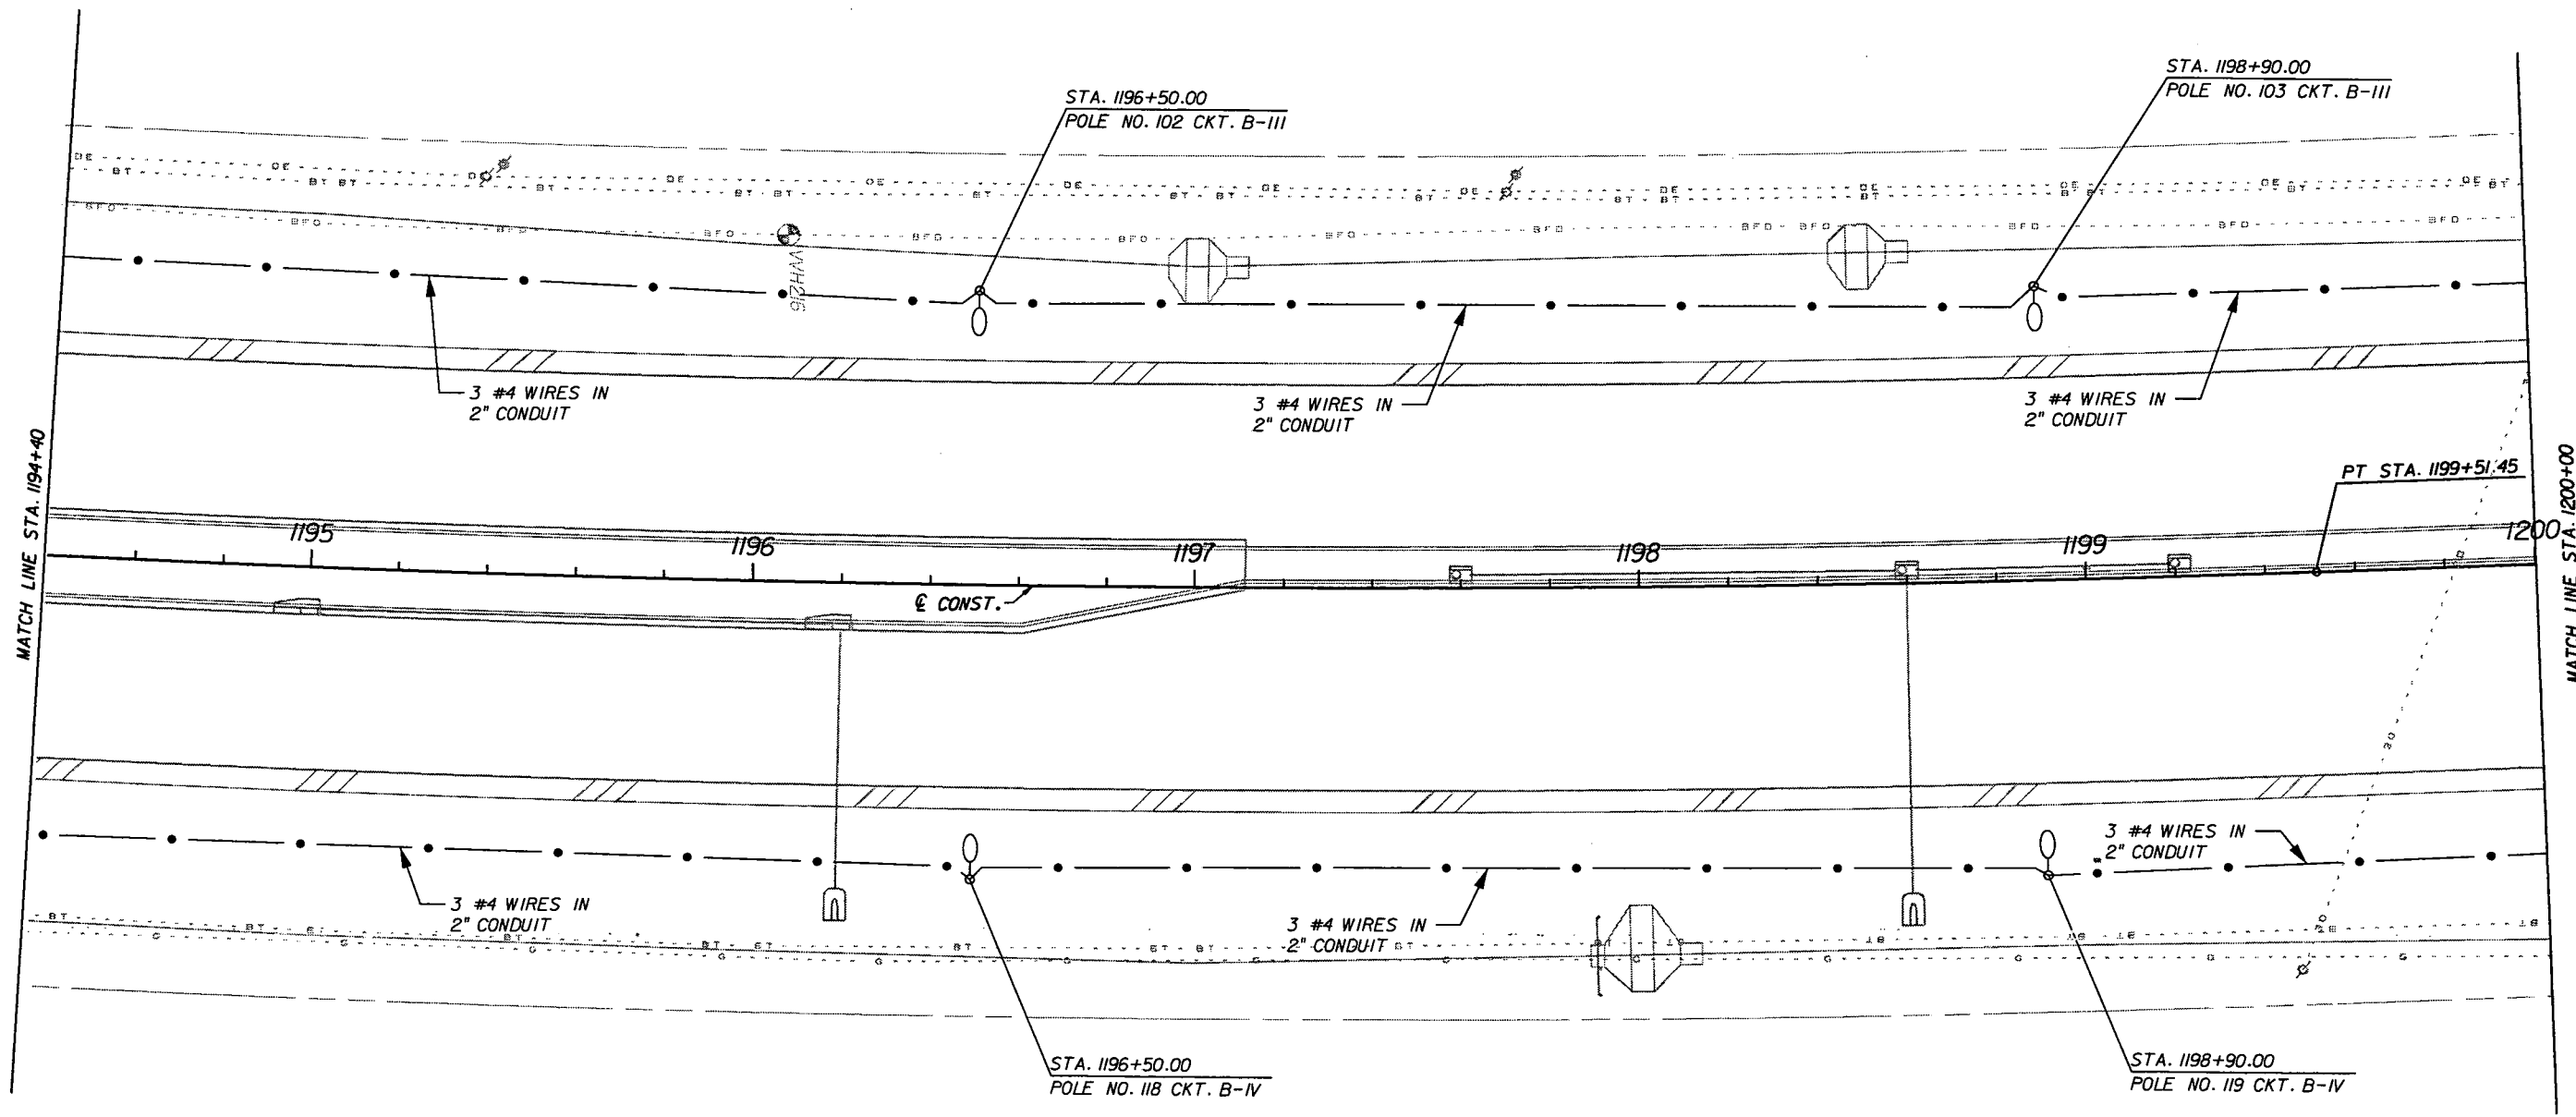 STA. 1198+90.00
POLE NO. 103 CKT. B-III
STA. 1196+50.00
POLE NO. 102 CKT. B-III
VVH216
3 #4 WIRES IN
2" CONDUIT
3 #4 WIRES IN
2" CONDUIT
3 #4 WIRES IN
2" CONDUIT
MATCH LINE STA. 1194+40
MATCH LINE STA. 1200+00
PT STA. 1199+51.45
1195
1196
1197
1198
1199
1200
℄ CONST.
3 #4 WIRES IN
2" CONDUIT
3 #4 WIRES IN
2" CONDUIT
3 #4 WIRES IN
2" CONDUIT
STA. 1196+50.00
POLE NO. 118 CKT. B-IV
STA. 1198+90.00
POLE NO. 119 CKT. B-IV